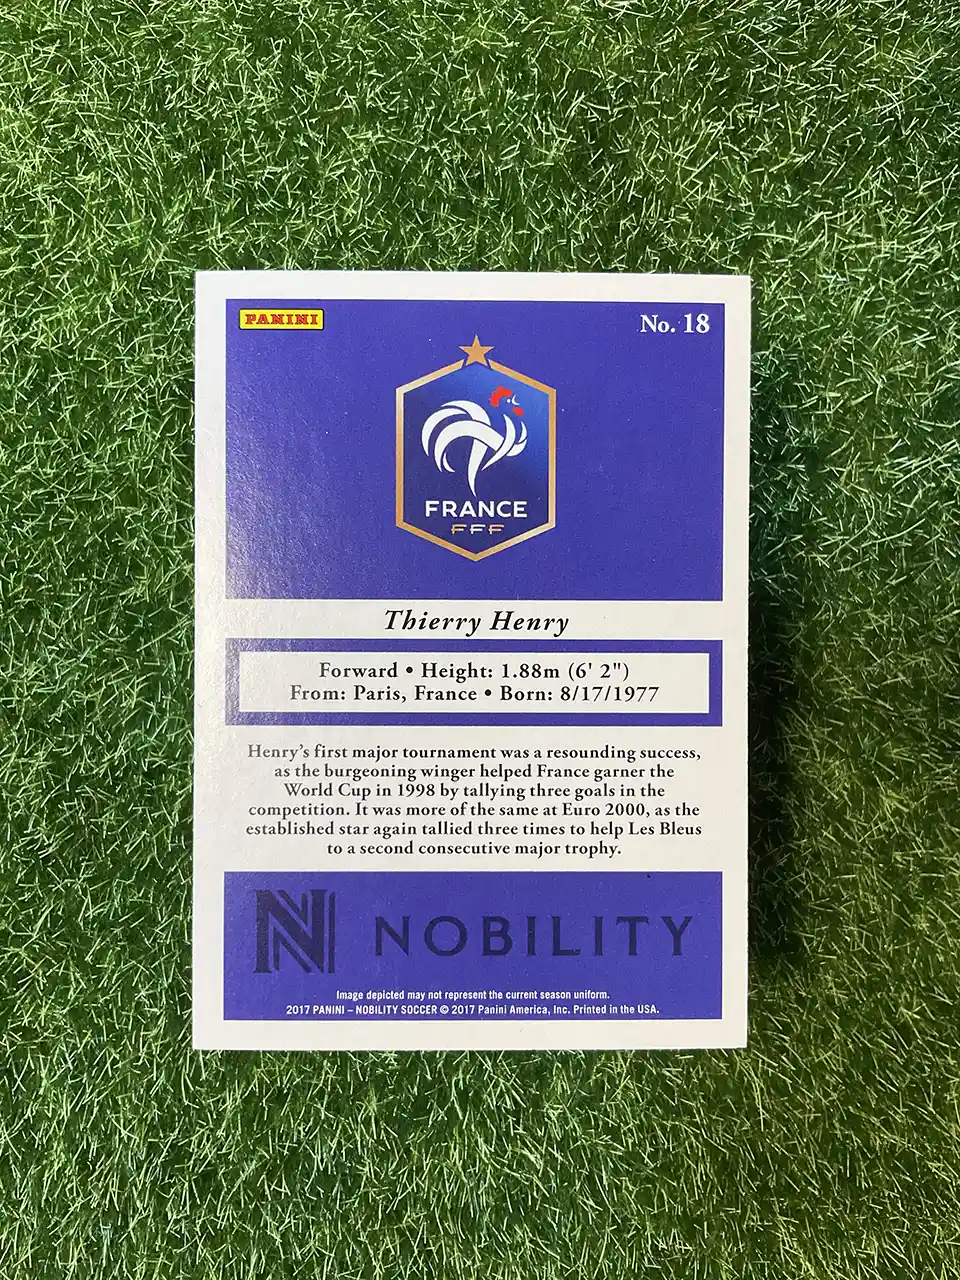 PANINI
No. 18
FRANCE
FFF
Thierry Henry
Forward • Height: 1.88m (6' 2")
From: Paris, France • Born: 8/17/1977
Henry's first major tournament was a resounding success,
as the burgeoning winger helped France garner the
World Cup in 1998 by tallying three goals in the
competition. It was more of the same at Euro 2000, as the
established star again tallied three times to help Les Bleus
to a second consecutive major trophy.
N NOBILITY
Image depicted may not represent the current season uniform.
2017 PANINI – NOBILITY SOCCER © 2017 Panini America, Inc. Printed in the USA.